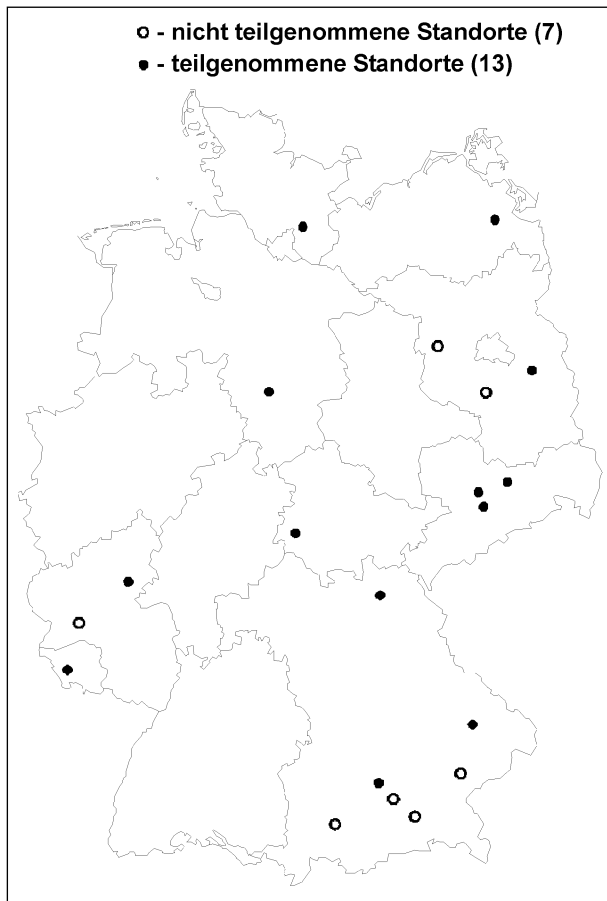 o - nicht teilgenommene Standorte (7)
● - teilgenommene Standorte (13)